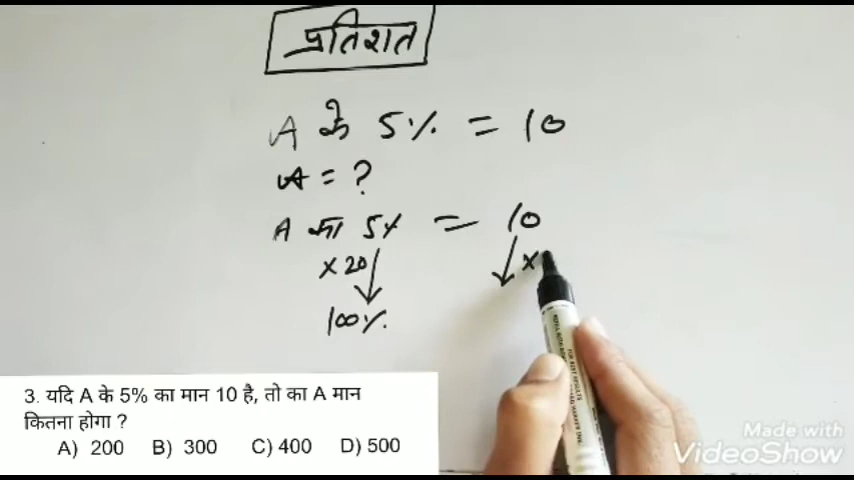 प्रतिशत
A के 5% = 10
A = ?
A का 5% = 10
× 20 ×
100%
3. यदि A के 5% का मान 10 है, तो का A मान
कितना होगा ?
A) 200 B) 300 C) 400 D) 500
Made with
VideoShow